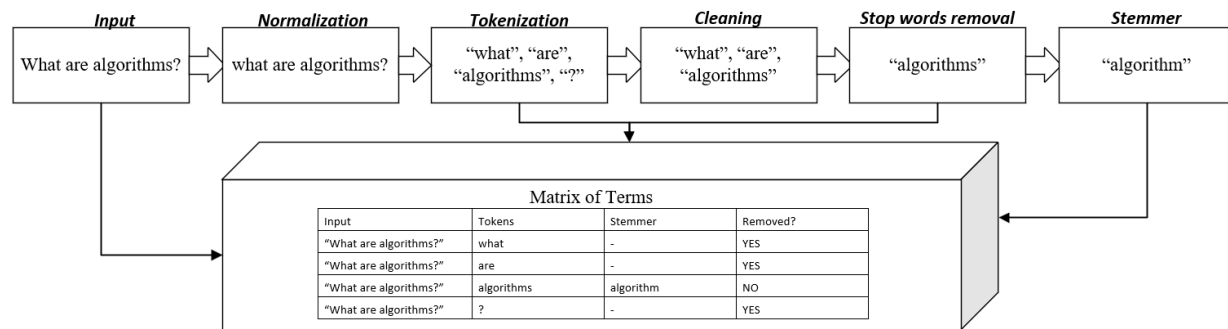 Input
Normalization
Tokenization
Cleaning
Stop words removal
Stemmer
What are algorithms?
what are algorithms?
“what”, “are”,
“algorithms”, “?”
“what”, “are”,
“algorithms”
“algorithms”
“algorithm”
Matrix of Terms
Input Tokens Stemmer Removed?
“What are algorithms?” what - YES
“What are algorithms?” are - YES
“What are algorithms?” algorithms algorithm NO
“What are algorithms?” ? - YES